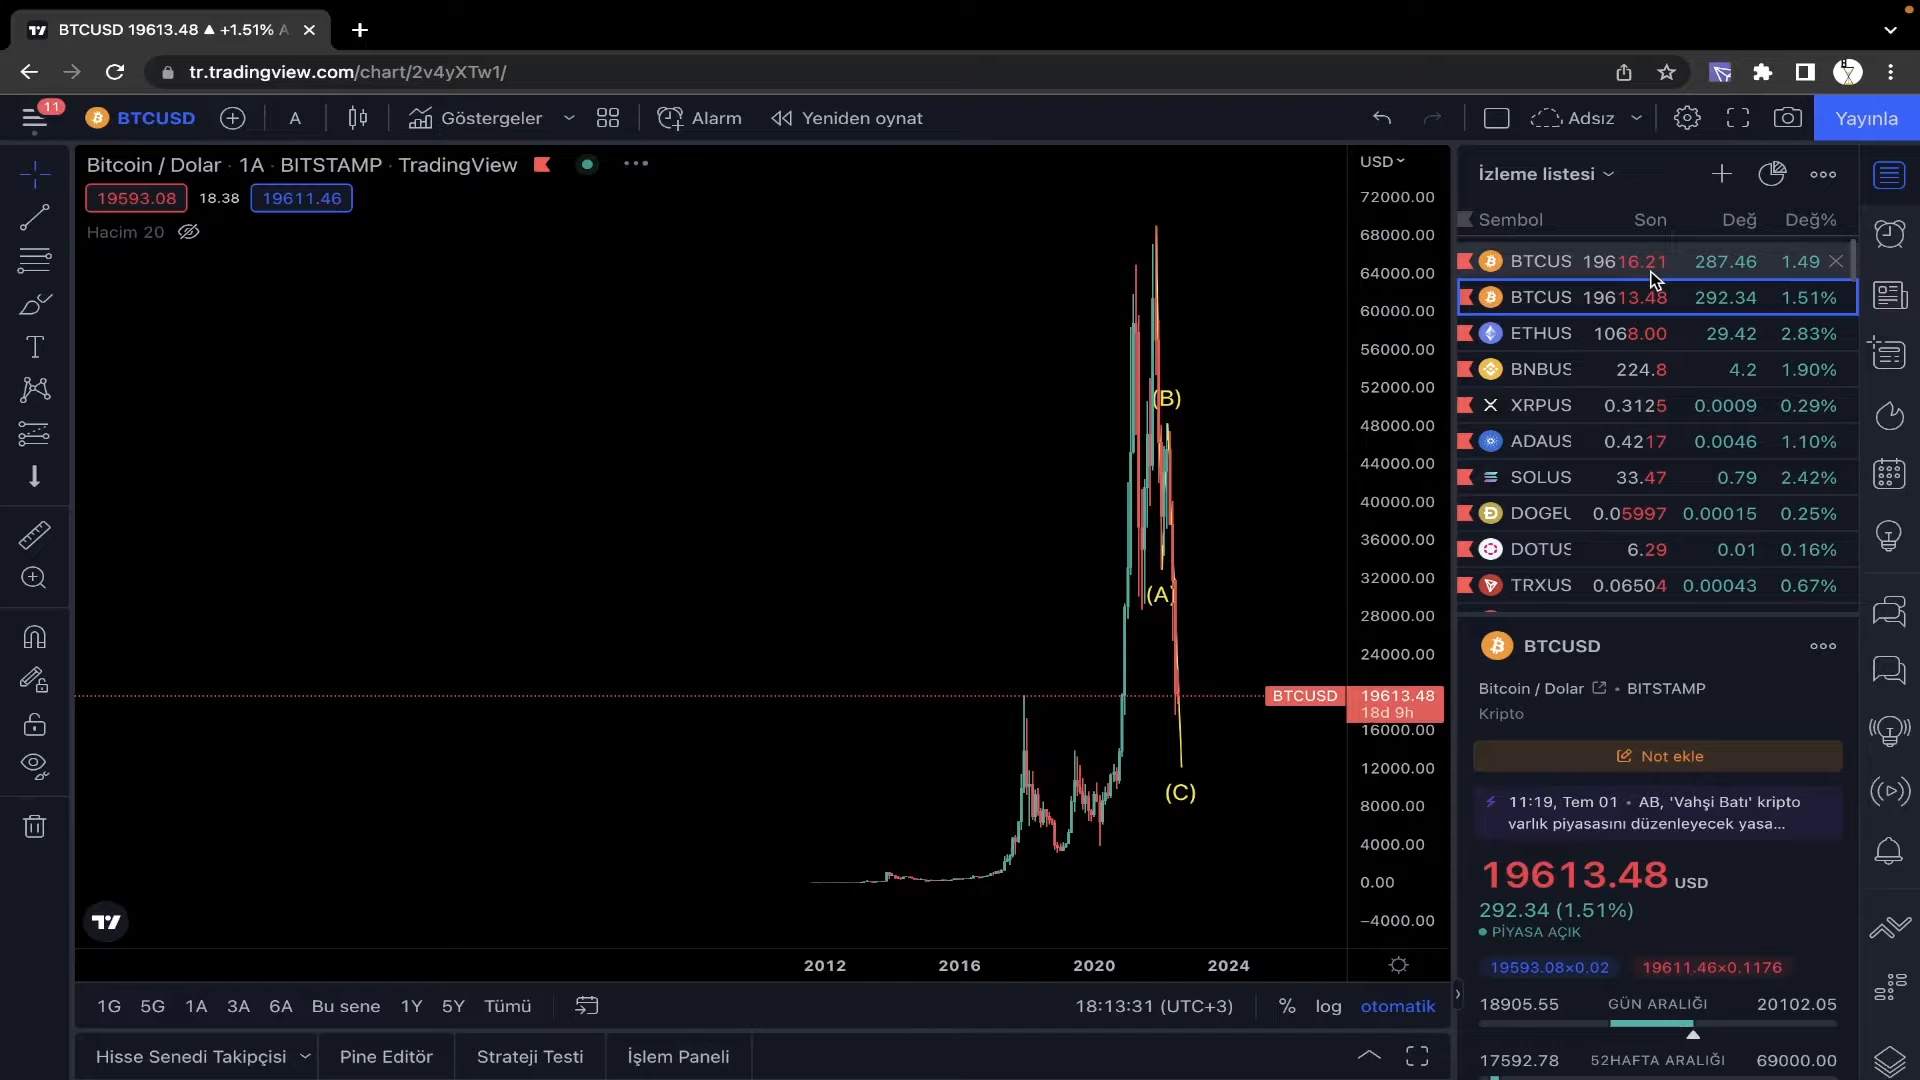 BTCUSD 19613.48 ▲ +1.51% A
tr.tradingview.com/chart/2v4yXTw1/
11
BTCUSD
A
Göstergeler
Alarm
Yeniden oynat
Adsız
Yayınla
Bitcoin / Dolar · 1A · BITSTAMP · TradingView
19593.08 18.38 19611.46
Hacim 20
USD
72000.00
68000.00
64000.00
60000.00
56000.00
52000.00
48000.00
44000.00
40000.00
36000.00
32000.00
28000.00
24000.00
BTCUSD 19613.48
18d 9h
16000.00
12000.00
8000.00
4000.00
0.00
−4000.00
(B)
(A)
(C)
2012 2016 2020 2024
1G 5G 1A 3A 6A Bu sene 1Y 5Y Tümü
18:13:31 (UTC+3) % log otomatik
Hisse Senedi Takipçisi Pine Editör Strateji Testi İşlem Paneli
İzleme listesi
Sembol Son Değ Değ%
BTCUS 19616.21 287.46 1.49
BTCUS 19613.48 292.34 1.51%
ETHUS 1068.00 29.42 2.83%
BNBUS 224.8 4.2 1.90%
XRPUS 0.3125 0.0009 0.29%
ADAUS 0.4217 0.0046 1.10%
SOLUS 33.47 0.79 2.42%
DOGEU 0.05997 0.00015 0.25%
DOTUS 6.29 0.01 0.16%
TRXUS 0.06504 0.00043 0.67%
BTCUSD
Bitcoin / Dolar • BITSTAMP
Kripto
Not ekle
11:19, Tem 01 • AB, 'Vahşi Batı' kripto
varlık piyasasını düzenleyecek yasa...
19613.48 USD
292.34 (1.51%)
PİYASA AÇIK
19593.08×0.02 19611.46×0.1176
18905.55 GÜN ARALIĞI 20102.05
17592.78 52HAFTA ARALIĞI 69000.00